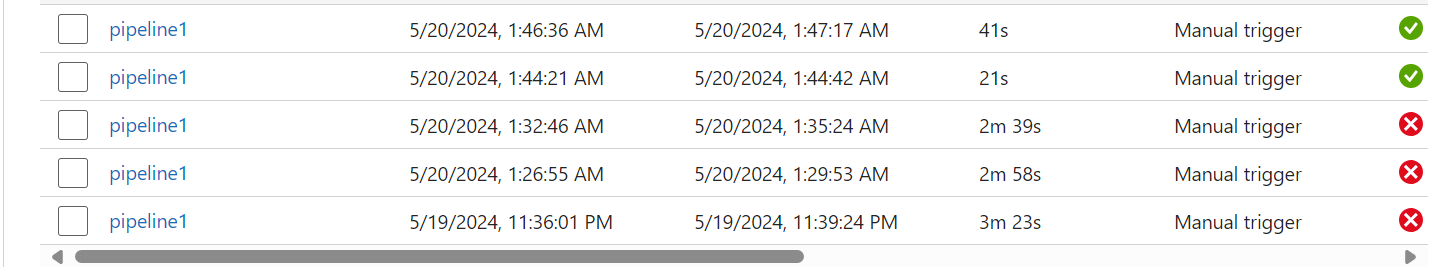 pipeline1 5/20/2024, 1:46:36 AM 5/20/2024, 1:47:17 AM 41s Manual trigger
pipeline1 5/20/2024, 1:44:21 AM 5/20/2024, 1:44:42 AM 21s Manual trigger
pipeline1 5/20/2024, 1:32:46 AM 5/20/2024, 1:35:24 AM 2m 39s Manual trigger
pipeline1 5/20/2024, 1:26:55 AM 5/20/2024, 1:29:53 AM 2m 58s Manual trigger
pipeline1 5/19/2024, 11:36:01 PM 5/19/2024, 11:39:24 PM 3m 23s Manual trigger